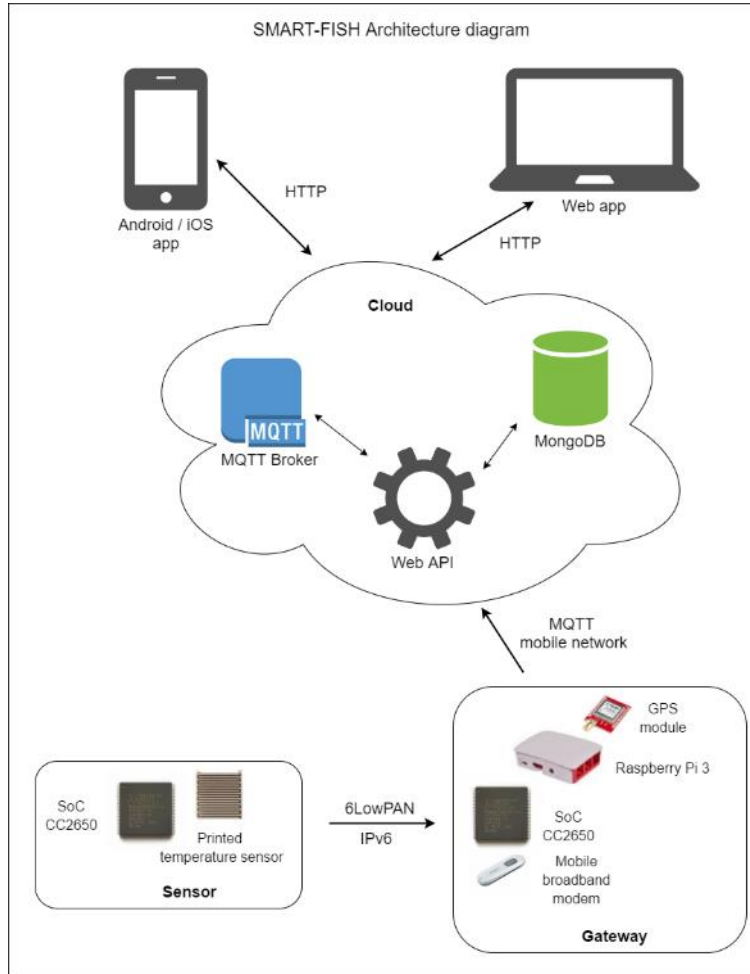 SMART-FISH Architecture diagram
Android / iOS
app
HTTP
Web app
HTTP
Cloud
MQTT
MQTT Broker
MongoDB
Web API
MQTT
mobile network
GPS
module
Raspberry Pi 3
SoC
CC2650
Printed
temperature sensor
Sensor
6LowPAN
IPv6
SoC
CC2650
Mobile
broadband
modem
Gateway